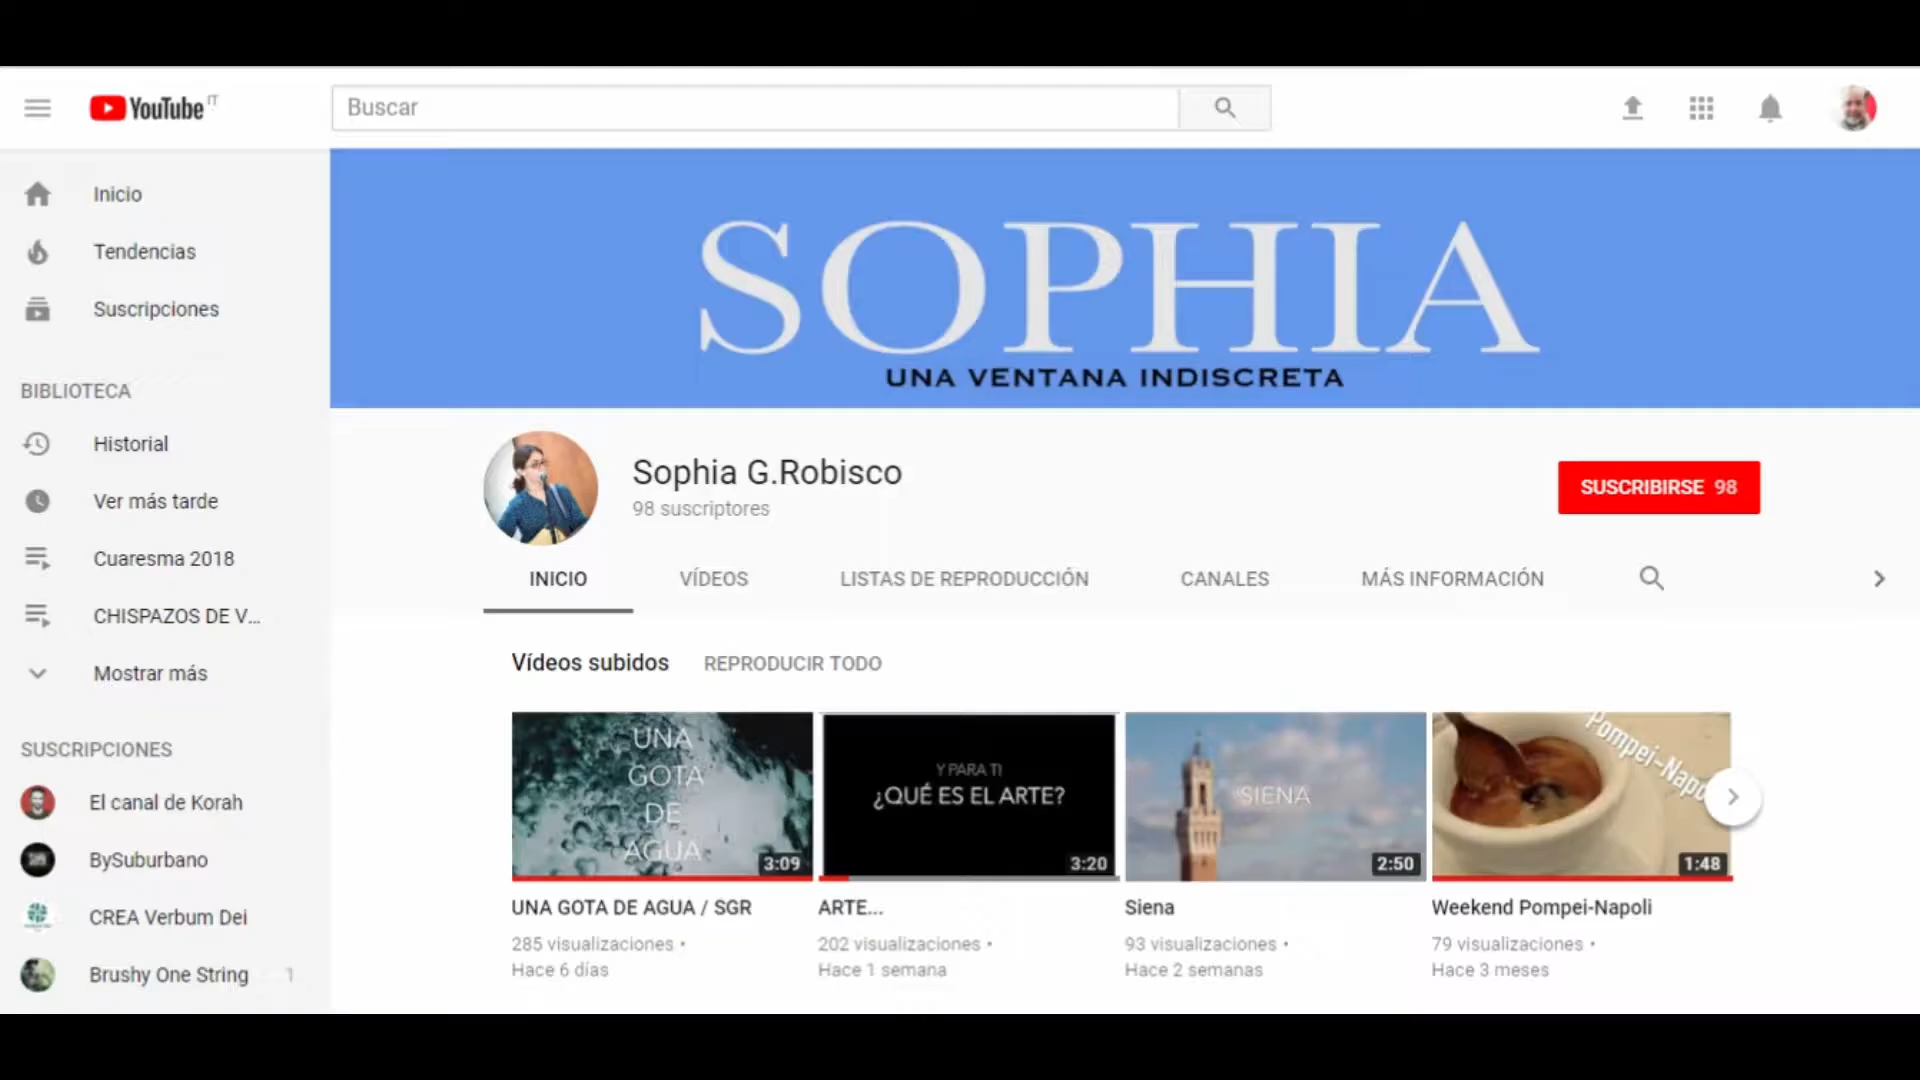 YouTube IT
Buscar
Inicio
Tendencias
Suscripciones
BIBLIOTECA
Historial
Ver más tarde
Cuaresma 2018
CHISPAZOS DE V...
Mostrar más
SUSCRIPCIONES
El canal de Korah
BySuburbano
CREA Verbum Dei
Brushy One String 1
SOPHIA
UNA VENTANA INDISCRETA
Sophia G.Robisco
98 suscriptores
SUSCRIBIRSE 98
INICIO VÍDEOS LISTAS DE REPRODUCCIÓN CANALES MÁS INFORMACIÓN
Vídeos subidos REPRODUCIR TODO
UNA
GOTA
DE
AGUA
3:09
Y PARA TI
¿QUÉ ES EL ARTE?
3:20
SIENA
2:50
Pompei-Napo
1:48
UNA GOTA DE AGUA / SGR
285 visualizaciones •
Hace 6 días
ARTE...
202 visualizaciones •
Hace 1 semana
Siena
93 visualizaciones •
Hace 2 semanas
Weekend Pompei-Napoli
79 visualizaciones •
Hace 3 meses